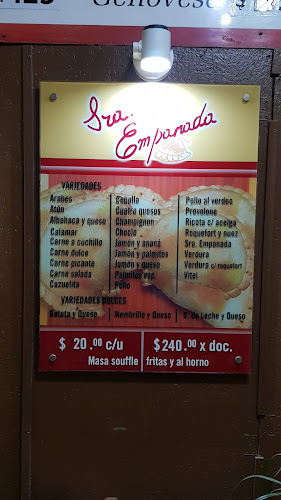 Genovesa
Sra.
Empanada
VARIEDADES
Arabes
Atún
Albahaca y queso
Calamar
Carne a cuchillo
Carne dulce
Carne picante
Carne salada
Cazuelita
Cebolla
Cuatro quesos
Champignon
Choclo
Jamón y ananá
Jamón y palmitos
Jamón y queso
Palmitos esp.
Pollo
Pollo al verdeo
Provolone
Ricota c/ acelga
Roquefort y nuez
Sra. Empanada
Verdura
Verdura c/ roquefort
Vitel
VARIEDADES DULCES
Batata y Queso
Membrillo y Queso
D. de Leche y Queso
$ 20.00 c/u
$240.00 x doc.
Masa souffle
fritas y al horno